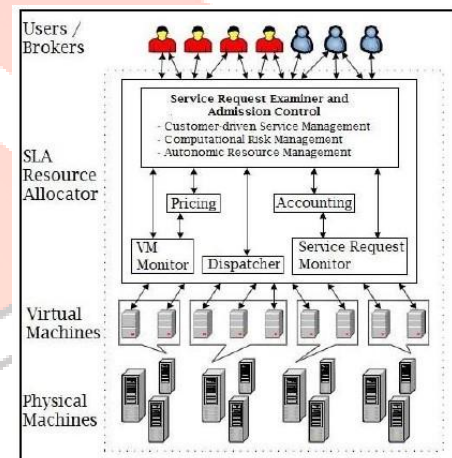 Users /
Brokers
Service Request Examiner and
Admission Control
- Customer-driven Service Management
- Computational Risk Management
- Autonomic Resource Management
SLA
Resource
Allocator
Pricing
Accounting
VM
Monitor
Dispatcher
Service Request
Monitor
Virtual
Machines
Physical
Machines